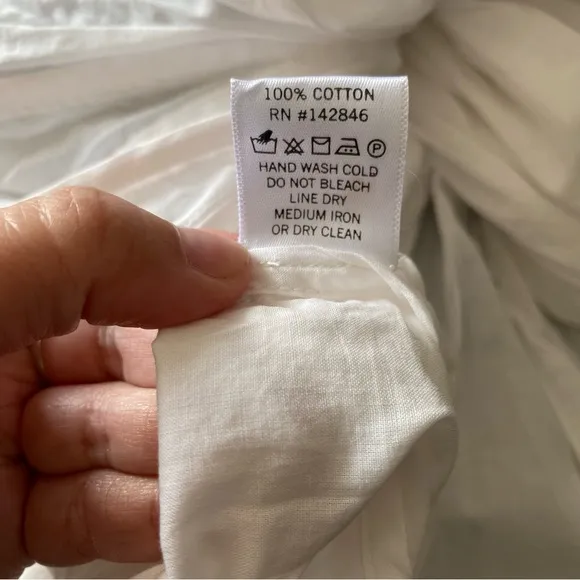 100% COTTON
RN #142846
P
HAND WASH COLD
DO NOT BLEACH
LINE DRY
MEDIUM IRON
OR DRY CLEAN